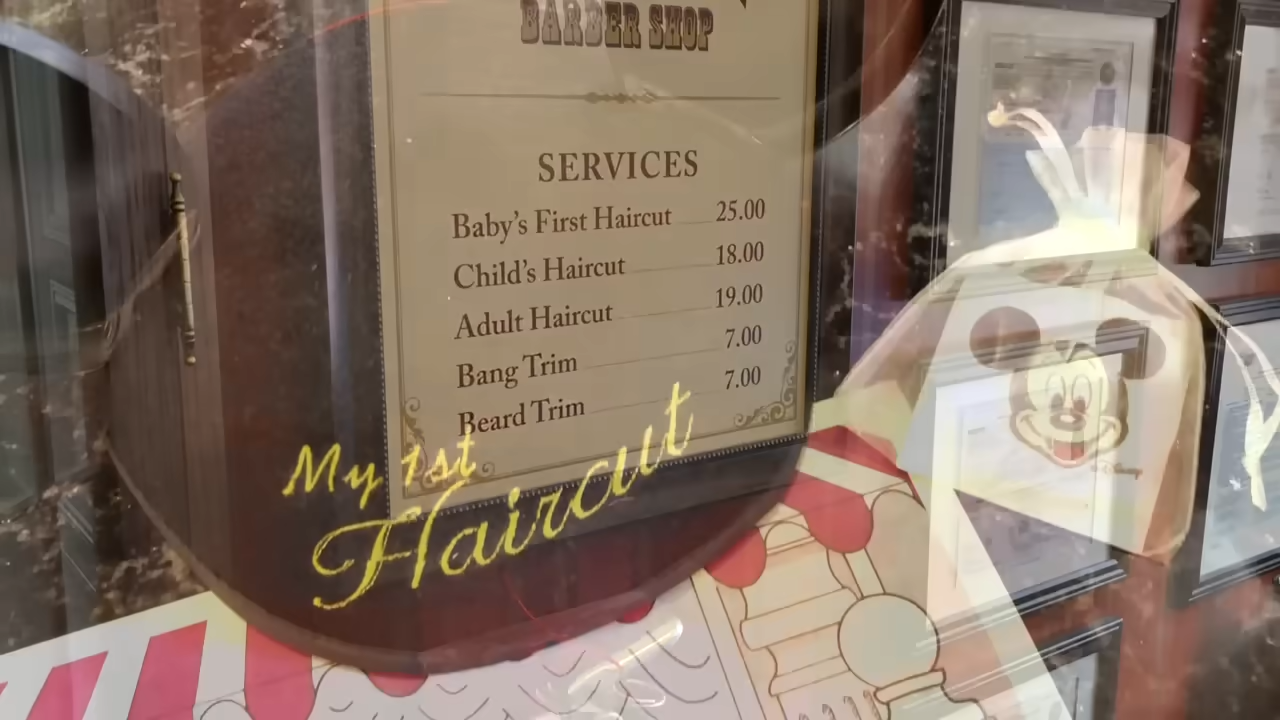 BARBER SHOP
SERVICES
Baby's First Haircut 25.00
Child's Haircut 18.00
Adult Haircut 19.00
Bang Trim 7.00
Beard Trim 7.00
My 1st
Haircut
Disney